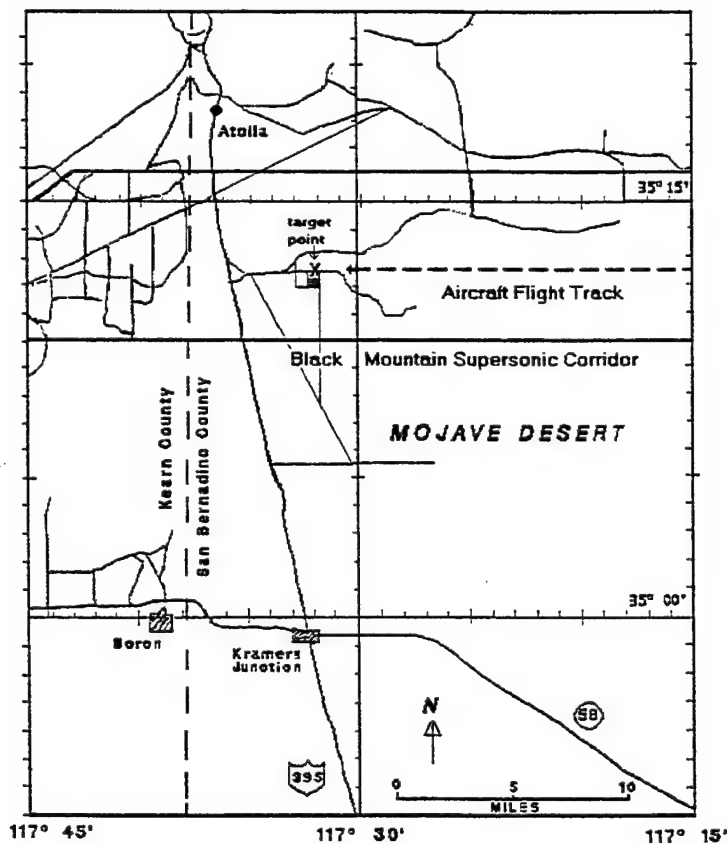 Atolla
35° 15'
target
point
X
Aircraft Flight Track
Black Mountain Supersonic Corridor
MOJAVE DESERT
Kearn County
San Bernadino County
35° 00'
Boron
Kramers
Junction
N
58
395
0 5 10
MILES
117° 45' 117° 30' 117° 15'